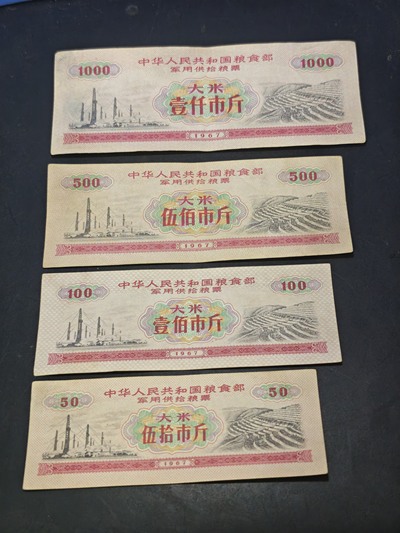 中华人民共和国粮食部
军用供给粮票
1000 大米 1000
壹仟市斤
1967
中华人民共和国粮食部
军用供给粮票
500 大米 500
伍佰市斤
1967
中华人民共和国粮食部
军用供给粮票
100 大米 100
壹佰市斤
1967
中华人民共和国粮食部
军用供给粮票
50 大米 50
伍拾市斤
1967